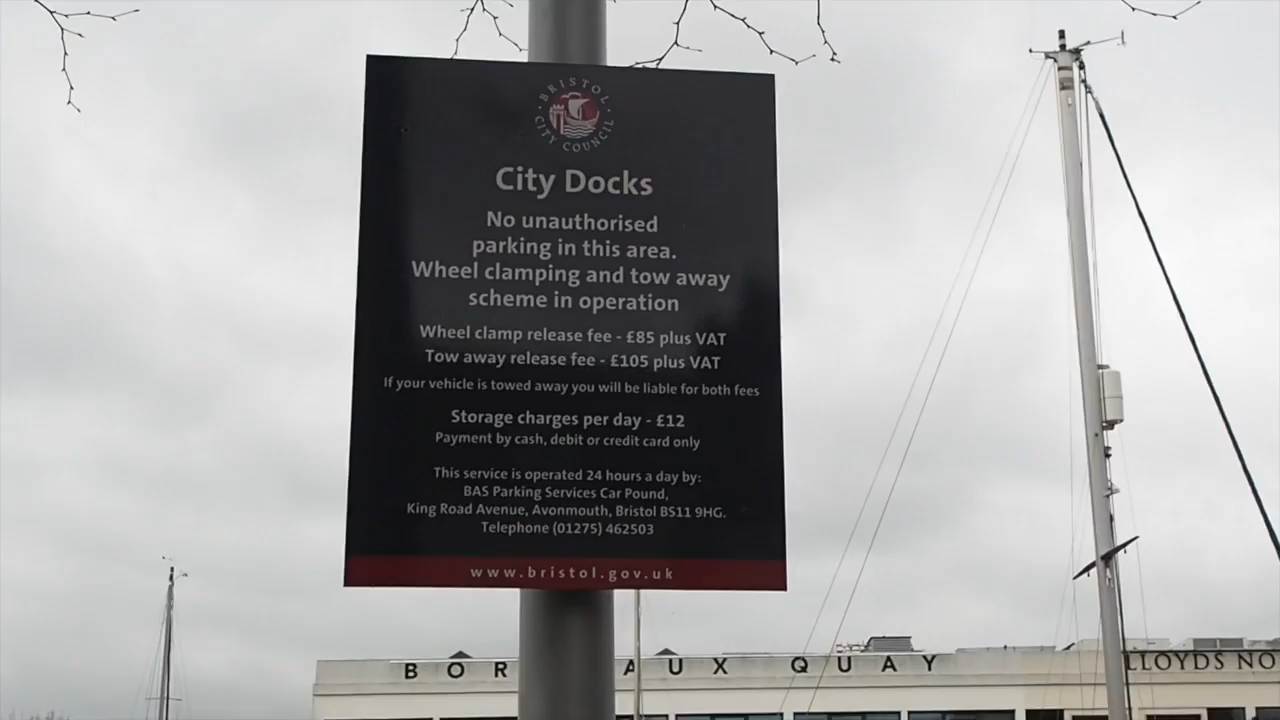 BRISTOL
CITY COUNCIL
City Docks
No unauthorised
parking in this area.
Wheel clamping and tow away
scheme in operation
Wheel clamp release fee - £85 plus VAT
Tow away release fee - £105 plus VAT
If your vehicle is towed away you will be liable for both fees
Storage charges per day - £12
Payment by cash, debit or credit card only
This service is operated 24 hours a day by:
BAS Parking Services Car Pound,
King Road Avenue, Avonmouth, Bristol BS11 9HG.
Telephone (01275) 462503
www.bristol.gov.uk
BOR AUX QUAY
LLOYDS NO